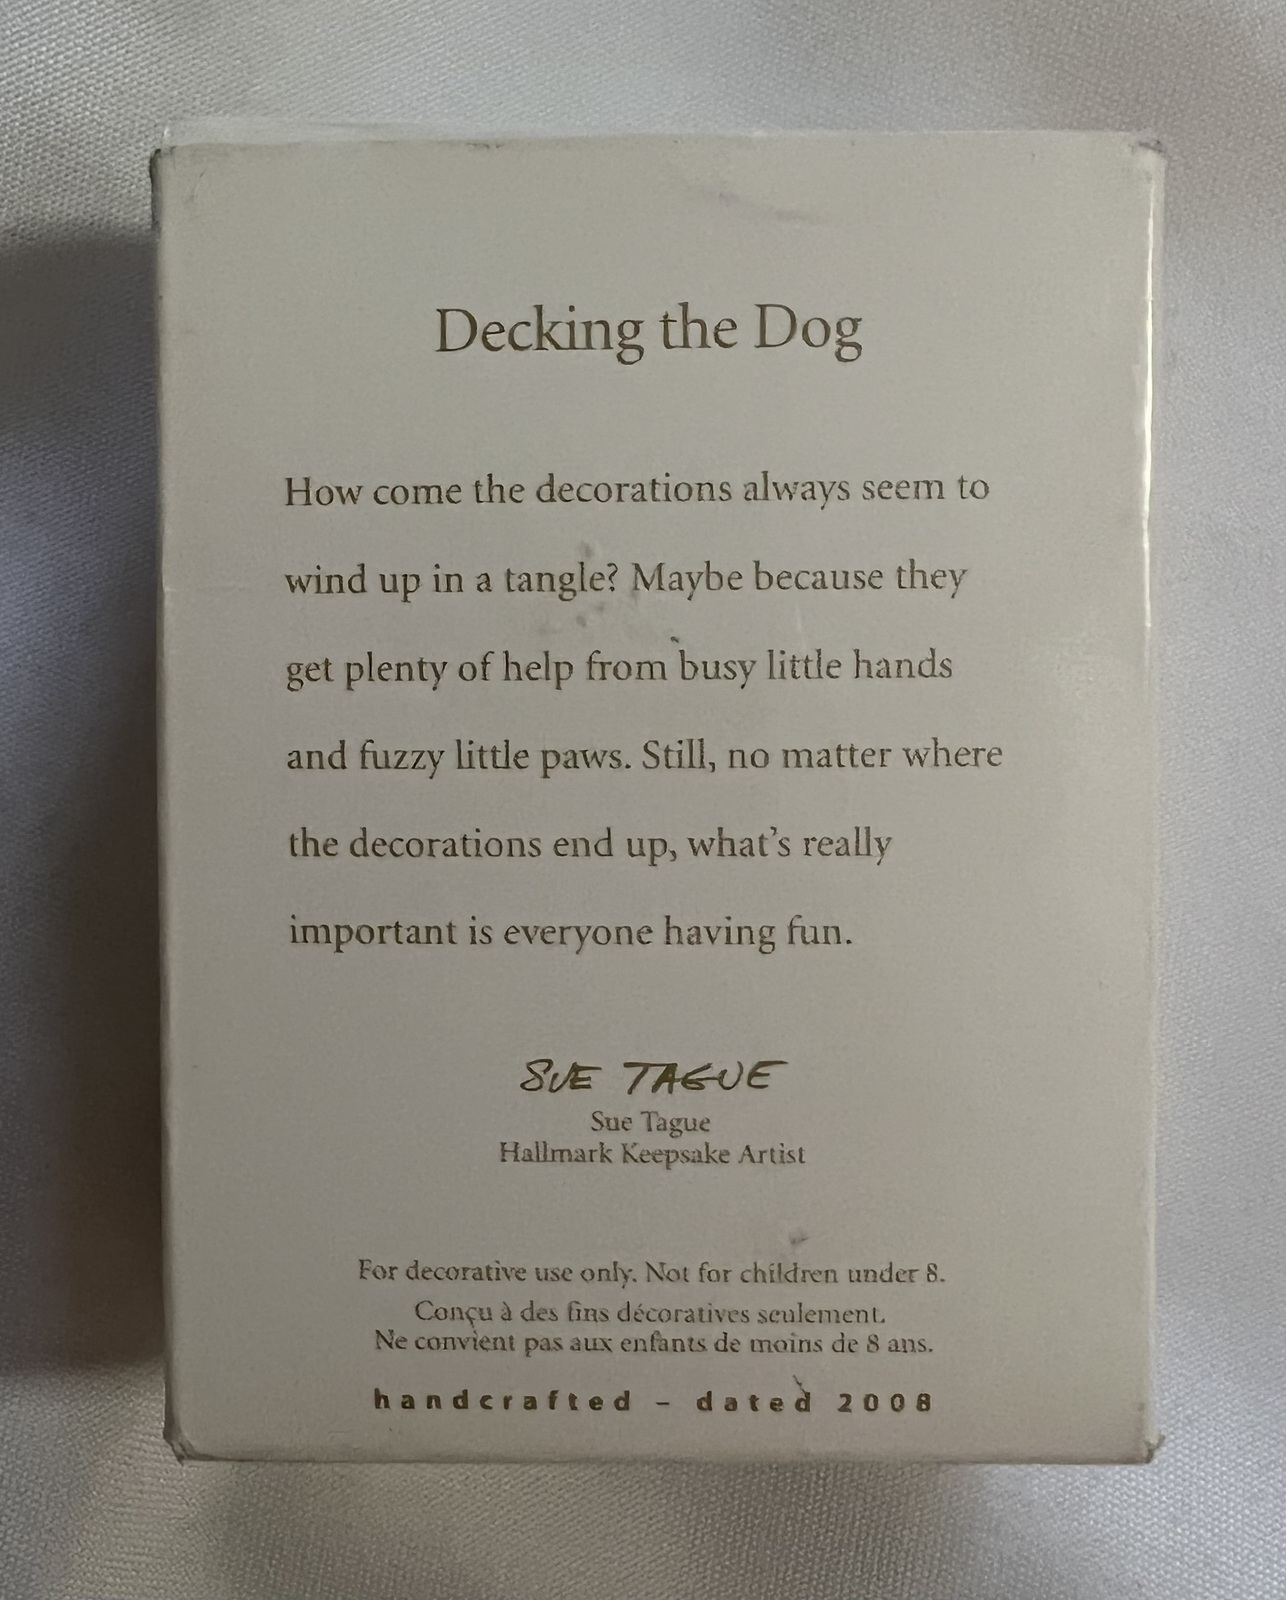 Decking the Dog
How come the decorations always seem to
wind up in a tangle? Maybe because they
get plenty of help from busy little hands
and fuzzy little paws. Still, no matter where
the decorations end up, what's really
important is everyone having fun.
SUE TAGUE
Sue Tague
Hallmark Keepsake Artist
For decorative use only. Not for children under 8.
Conçu à des fins décoratives seulement.
Ne convient pas aux enfants de moins de 8 ans.
handcrafted – dated 2008